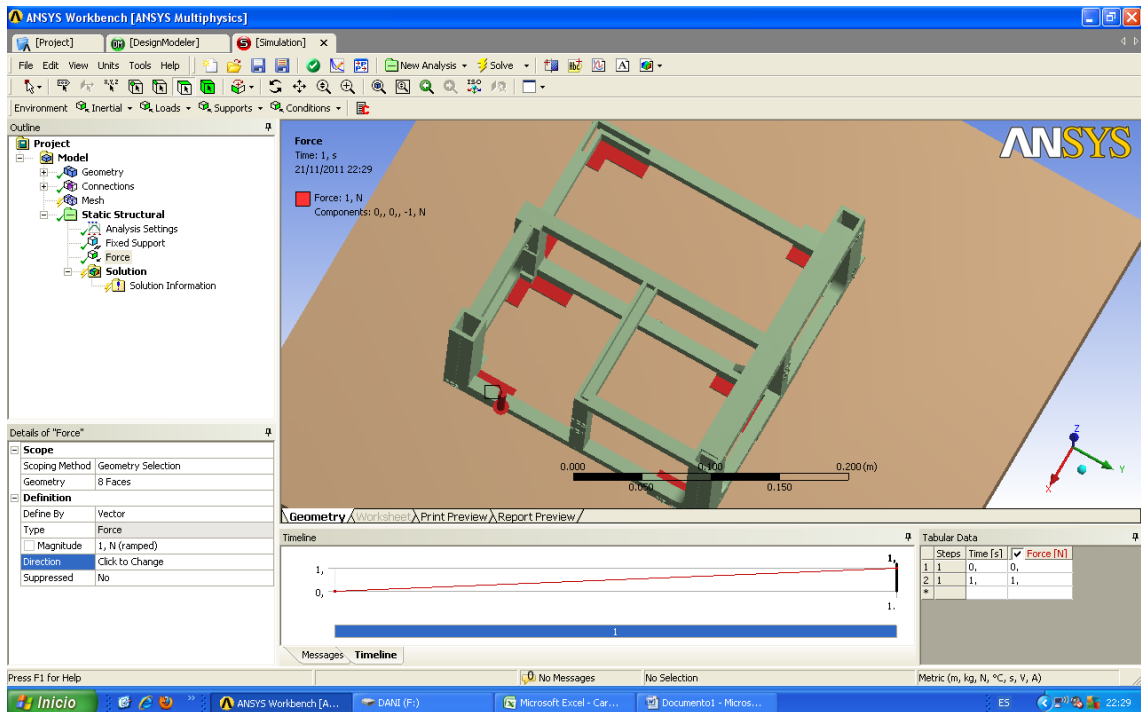 ANSYS Workbench [ANSYS Multiphysics]
[Project] [DesignModeler] [Simulation]
File Edit View Units Tools Help New Analysis Solve
Environment Inertial Loads Supports Conditions
Outline
Project
Model
Geometry
Connections
Mesh
Static Structural
Analysis Settings
Fixed Support
Force
Solution
Solution Information
Force
Time: 1, s
21/11/2011 22:29
Force: 1, N
Components: 0,, 0,, -1, N
ANSYS
Z
Y
X
0.000 0.100 0.200 (m)
0.050 0.150
Geometry Worksheet Print Preview Report Preview
Details of "Force"
Scope
Scoping Method Geometry Selection
Geometry 8 Faces
Definition
Define By Vector
Type Force
Magnitude 1, N (ramped)
Direction Click to Change
Suppressed No
Timeline
1,
1,
0,
1.
1
Messages Timeline
Tabular Data
Steps Time [s] Force [N]
1 1 0, 0,
2 1 1, 1,
*
Press F1 for Help 0 No Messages No Selection Metric (m, kg, N, °C, s, V, A)
Inicio ANSYS Workbench [A... DANI (F:) Microsoft Excel - Car... Documento1 - Micros... ES 22:29